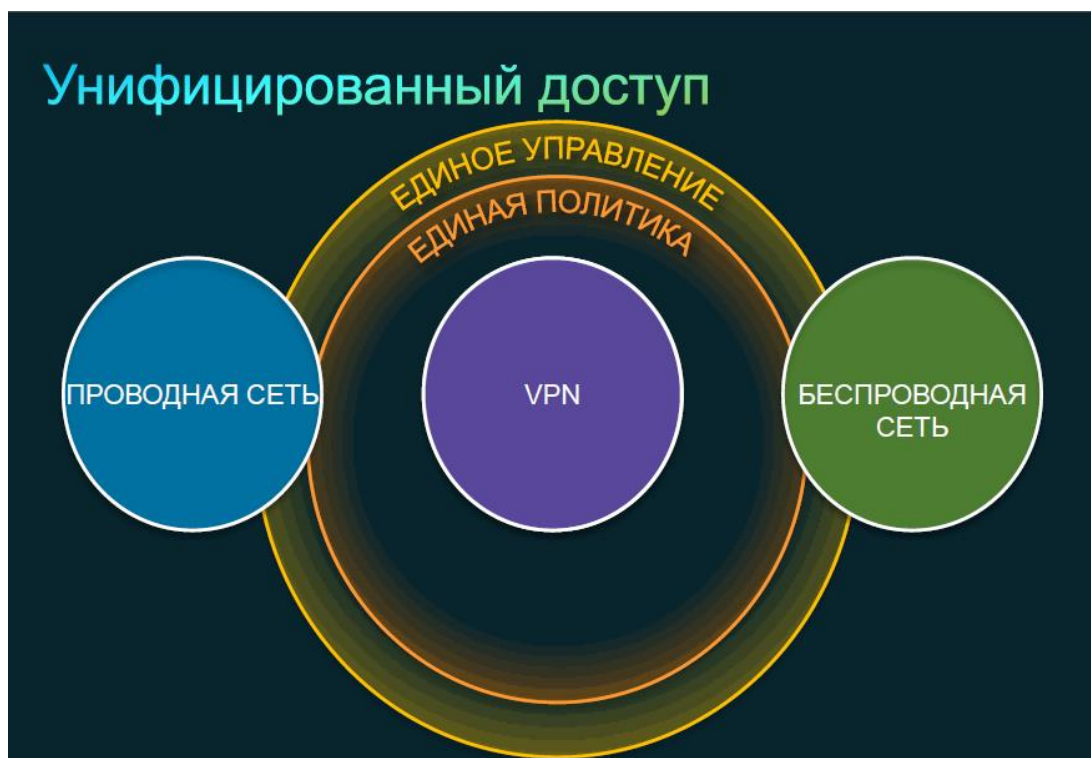 Унифицированный доступ
ЕДИНОЕ УПРАВЛЕНИЕ
ЕДИНАЯ ПОЛИТИКА
ПРОВОДНАЯ СЕТЬ
VPN
БЕСПРОВОДНАЯ
СЕТЬ